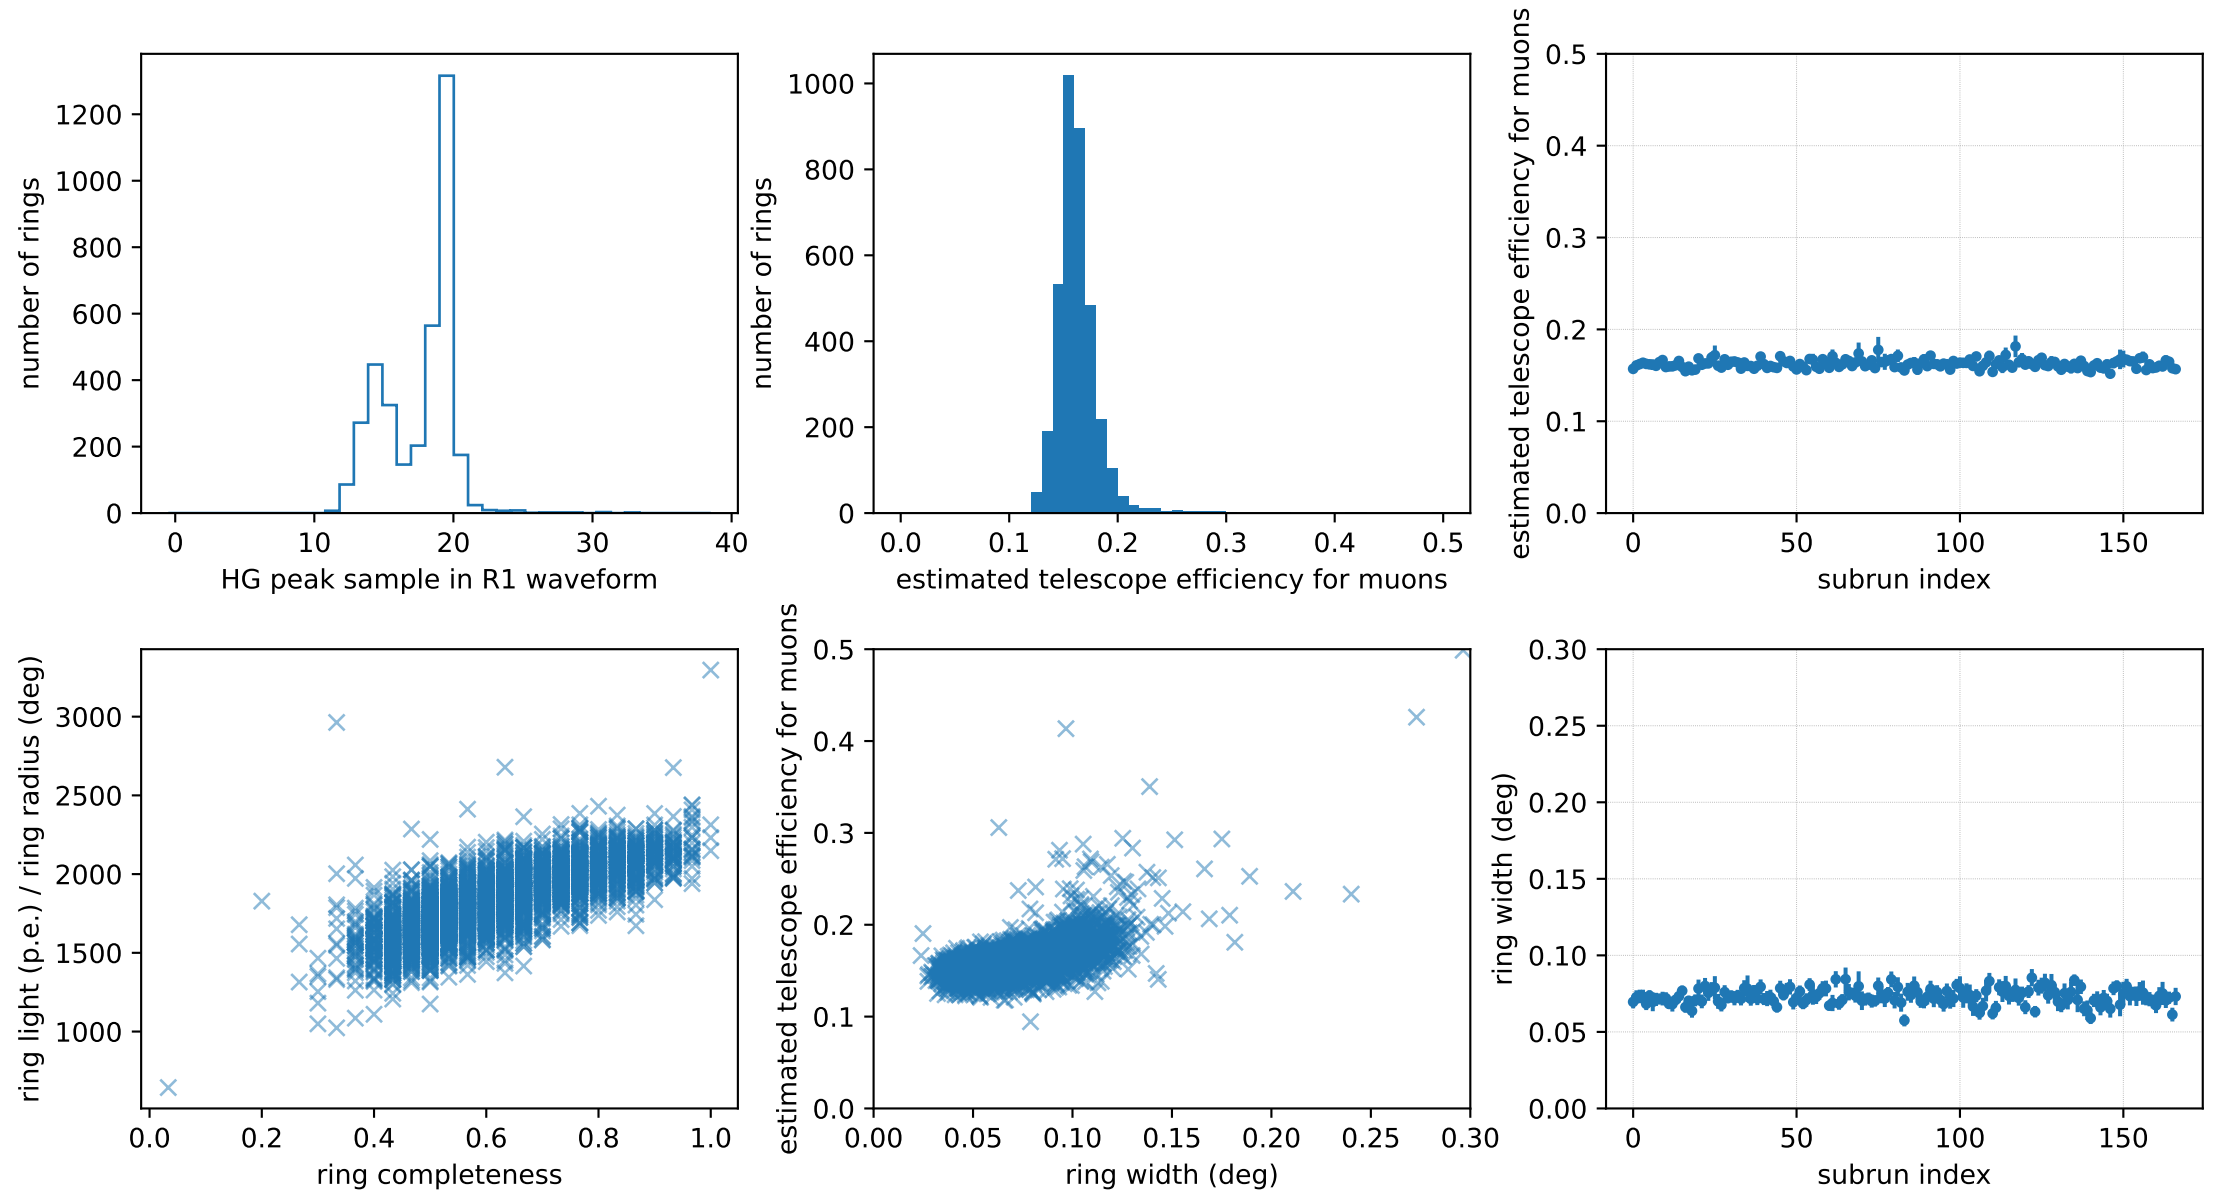 number of rings
0
200
400
600
800
1000
1200
0 10 20 30 40
HG peak sample in R1 waveform
number of rings
0
200
400
600
800
1000
0.0 0.1 0.2 0.3 0.4 0.5
estimated telescope efficiency for muons
estimated telescope efficiency for muons
0.5
0.4
0.3
0.2
0.1
0.0
0 50 100 150
subrun index
ring light (p.e.) / ring radius (deg)
3000
2500
2000
1500
1000
0.0 0.2 0.4 0.6 0.8 1.0
ring completeness
estimated telescope efficiency for muons
0.5
0.4
0.3
0.2
0.1
0.0
0.00 0.05 0.10 0.15 0.20 0.25 0.30
ring width (deg)
ring width (deg)
0.30
0.25
0.20
0.15
0.10
0.05
0.00
0 50 100 150
subrun index